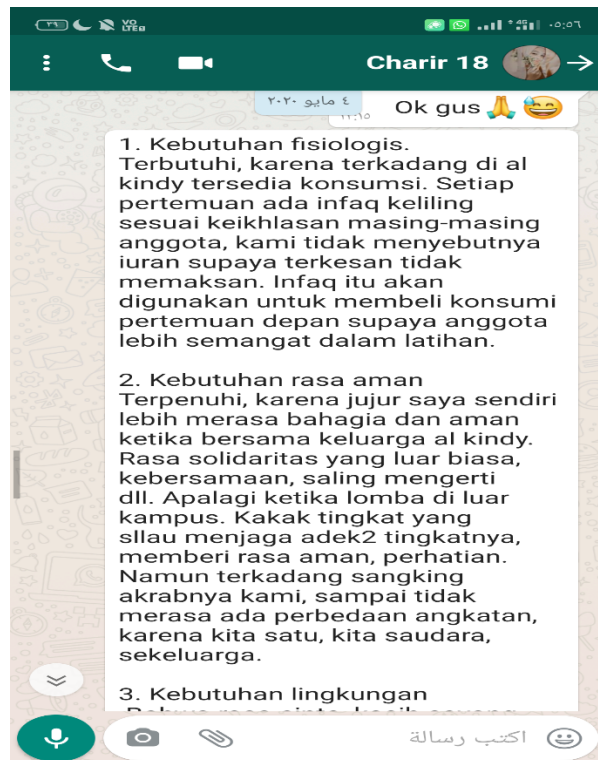 ٠٥:٥٦
Charir 18
٤ مايو ٢٠٢٠
Ok gus 🙏😅
١١:١٥
1. Kebutuhan fisiologis.
Terbutuhi, karena terkadang di al
kindy tersedia konsumsi. Setiap
pertemuan ada infaq keliling
sesuai keikhlasan masing-masing
anggota, kami tidak menyebutnya
iuran supaya terkesan tidak
memaksan. Infaq itu akan
digunakan untuk membeli konsumi
pertemuan depan supaya anggota
lebih semangat dalam latihan.
2. Kebutuhan rasa aman
Terpenuhi, karena jujur saya sendiri
lebih merasa bahagia dan aman
ketika bersama keluarga al kindy.
Rasa solidaritas yang luar biasa,
kebersamaan, saling mengerti
dll. Apalagi ketika lomba di luar
kampus. Kakak tingkat yang
sllau menjaga adek2 tingkatnya,
memberi rasa aman, perhatian.
Namun terkadang sangking
akrabnya kami, sampai tidak
merasa ada perbedaan angkatan,
karena kita satu, kita saudara,
sekeluarga.
3. Kebutuhan lingkungan
اكتب رسالة